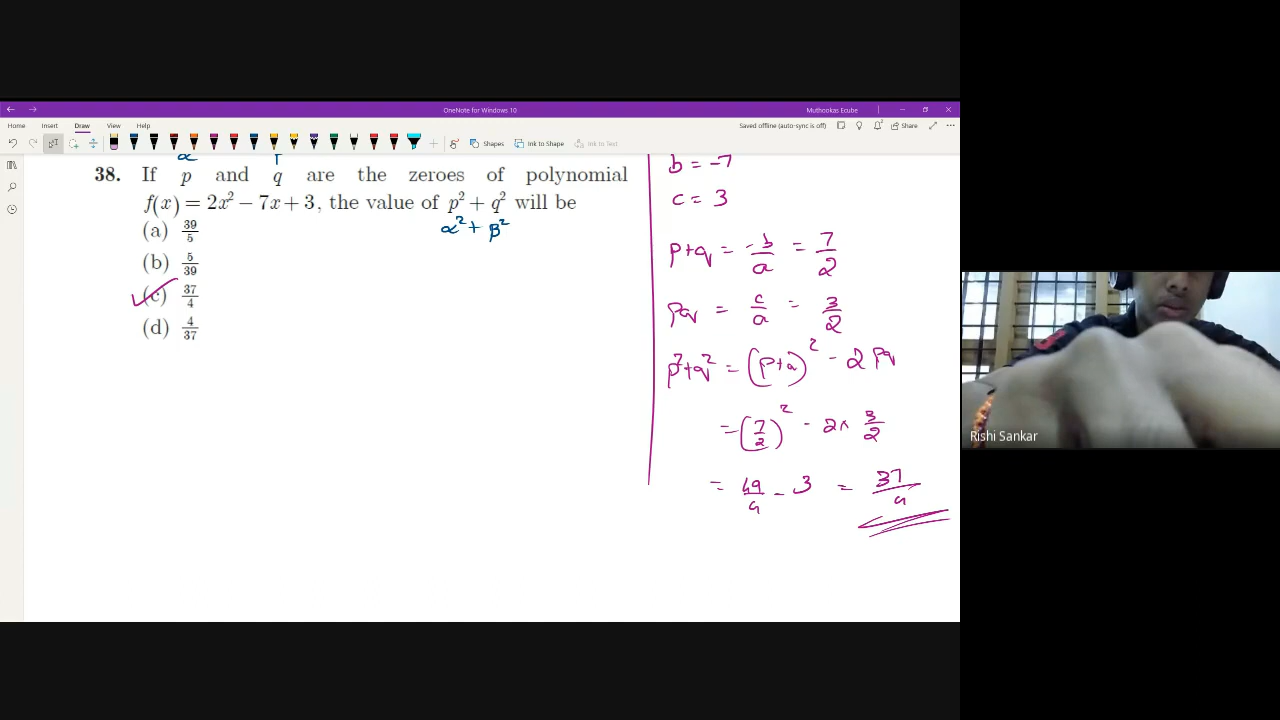 OneNote for Windows 10
Muthookas Ecube
Home Insert Draw View Help
Saved offline (auto-sync is off) Share
Shapes Ink to Shape Ink to Text
38. If p and q are the zeroes of polynomial
f(x) = 2x² − 7x + 3, the value of p² + q² will be
α² + β²
(a) 39/5
(b) 5/39
(c) 37/4
(d) 4/37
b = -7
c = 3
p+q = -b/a = 7/2
pq = c/a = 3/2
p²+q² = (p+q)² - 2pq
= (7/2)² - 2 × 3/2
= 49/4 - 3 = 37/4
Rishi Sankar